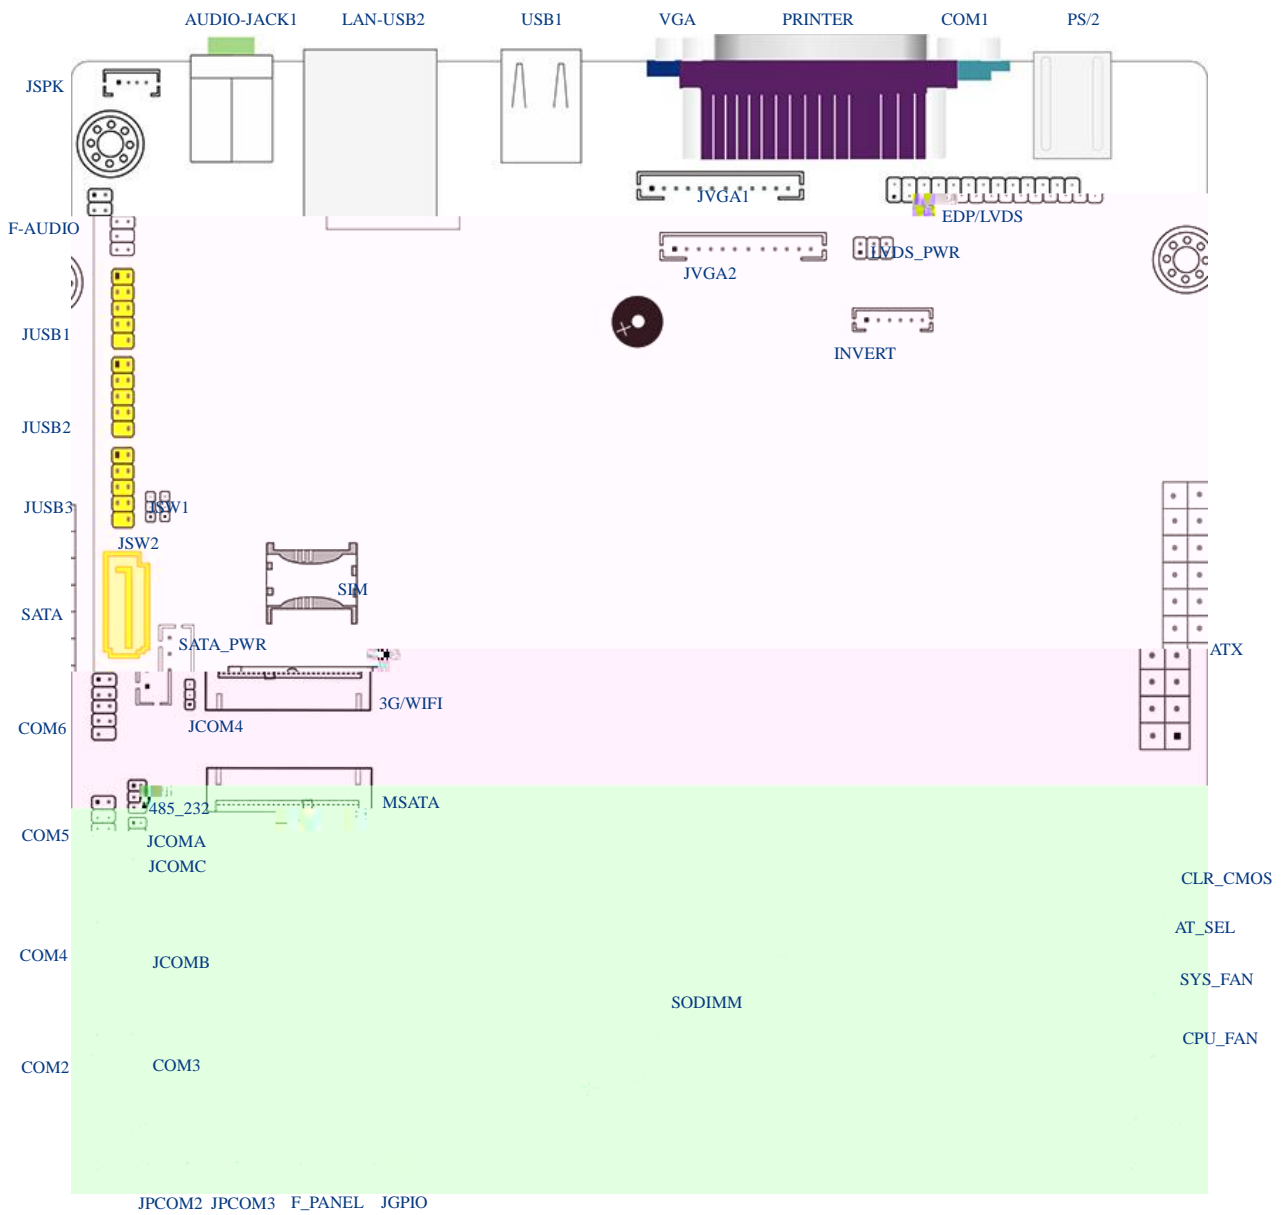 AUDIO-JACK1 LAN-USB2 USB1 VGA PRINTER COM1 PS/2
JSPK
JVGA1
EDP/LVDS
F-AUDIO
LVDS_PWR
JVGA2
JUSB1
INVERT
JUSB2
JUSB3 JSW1
JSW2
SIM
SATA
SATA_PWR
ATX
3G/WIFI
COM6 JCOM4
MSATA
485_232
COM5
JCOMA
JCOMC
CLR_CMOS
AT_SEL
COM4
JCOMB
SYS_FAN
SODIMM
CPU_FAN
COM2 COM3
JPCOM2 JPCOM3 F_PANEL JGPIO